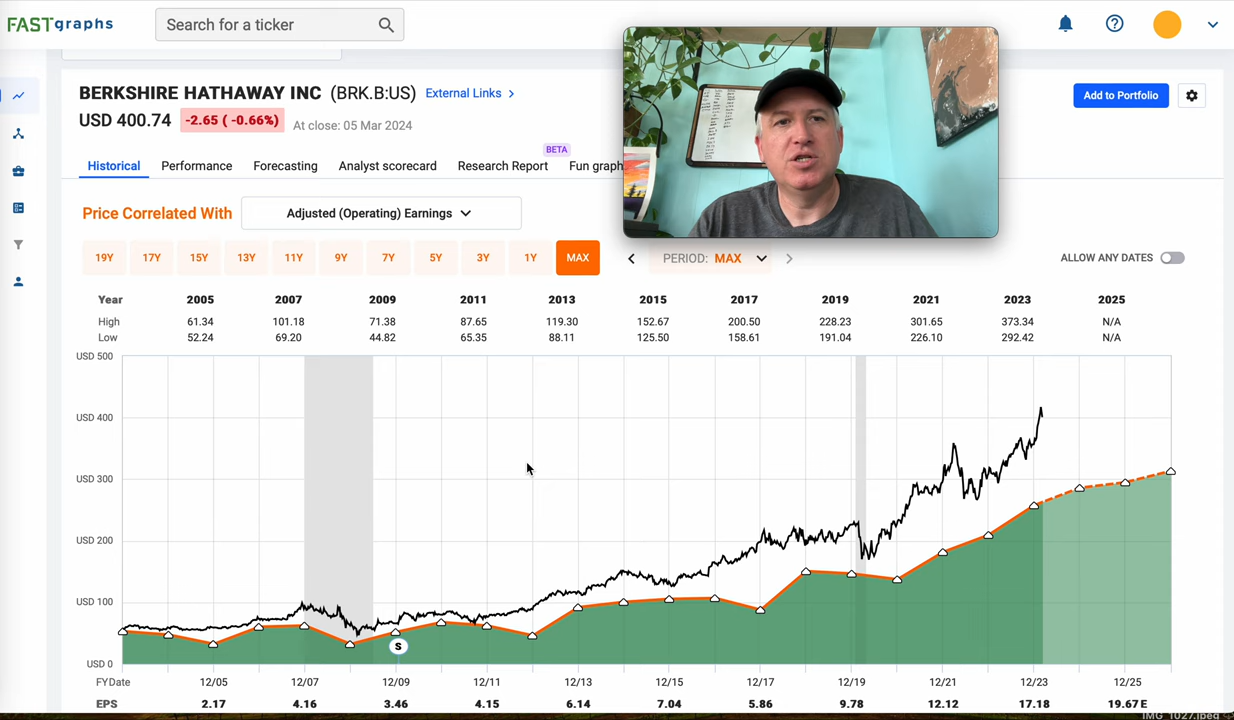 FASTgraphs
Search for a ticker
BERKSHIRE HATHAWAY INC (BRK.B:US) External Links
Add to Portfolio
USD 400.74 -2.65 ( -0.66%) At close: 05 Mar 2024
BETA
Historical Performance Forecasting Analyst scorecard Research Report Fun graph
Price Correlated With Adjusted (Operating) Earnings
19Y 17Y 15Y 13Y 11Y 9Y 7Y 5Y 3Y 1Y MAX PERIOD: MAX ALLOW ANY DATES
Year 2005 2007 2009 2011 2013 2015 2017 2019 2021 2023 2025
High 61.34 101.18 71.38 87.65 119.30 152.67 200.50 228.23 301.65 373.34 N/A
Low 52.24 69.20 44.82 65.35 88.11 125.50 158.61 191.04 226.10 292.42 N/A
USD 500
USD 400
USD 300
USD 200
USD 100
S
USD 0
FYDate 12/05 12/07 12/09 12/11 12/13 12/15 12/17 12/19 12/21 12/23 12/25
EPS 2.17 4.16 3.46 4.15 6.14 7.04 5.86 9.78 12.12 17.18 19.67E
IMG_1027.jpeg